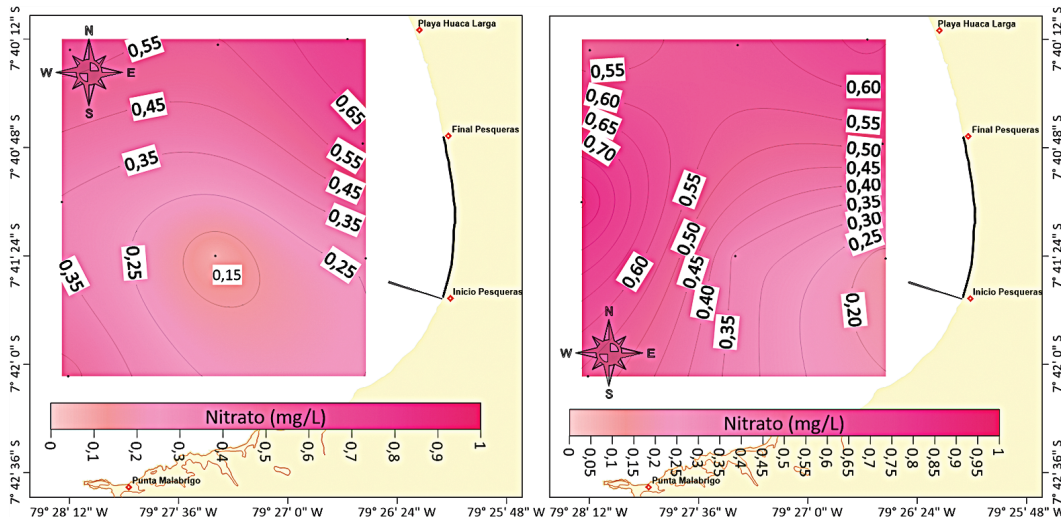 7° 40' 12" S
7° 40' 48" S
7° 41' 24" S
7° 42' 0" S
7° 42' 36" S
N
W E
S
0,55
0,45
0,35
0,65
0,55
0,45
0,35
0,25
0,35
0,25
0,15
Playa Huaca Larga
Final Pesqueras
Inicio Pesqueras
Nitrato (mg/L)
0 0,1 0,2 0,3 0,4 0,5 0,6 0,7 0,8 0,9 1
Punta Malabrigo
79° 28' 12" W 79° 27' 36" W 79° 27' 0" W 79° 26' 24" W 79° 25' 48" W
0,55
0,60
0,65
0,70
0,60
0,55
0,50
0,45
0,40
0,35
0,30
0,25
0,55
0,50
0,45
0,40
0,35
0,60
0,20
N
W E
S
Playa Huaca Larga
Final Pesqueras
Inicio Pesqueras
Nitrato (mg/L)
0 0,05 0,1 0,15 0,2 0,25 0,3 0,35 0,4 0,45 0,5 0,55 0,6 0,65 0,7 0,75 0,8 0,85 0,9 0,95 1
Punta Malabrigo
79° 28' 12" W 79° 27' 36" W 79° 27' 0" W 79° 26' 24" W 79° 25' 48" W
7° 40' 12" S
7° 40' 48" S
7° 41' 24" S
7° 42' 0" S
7° 42' 36" S